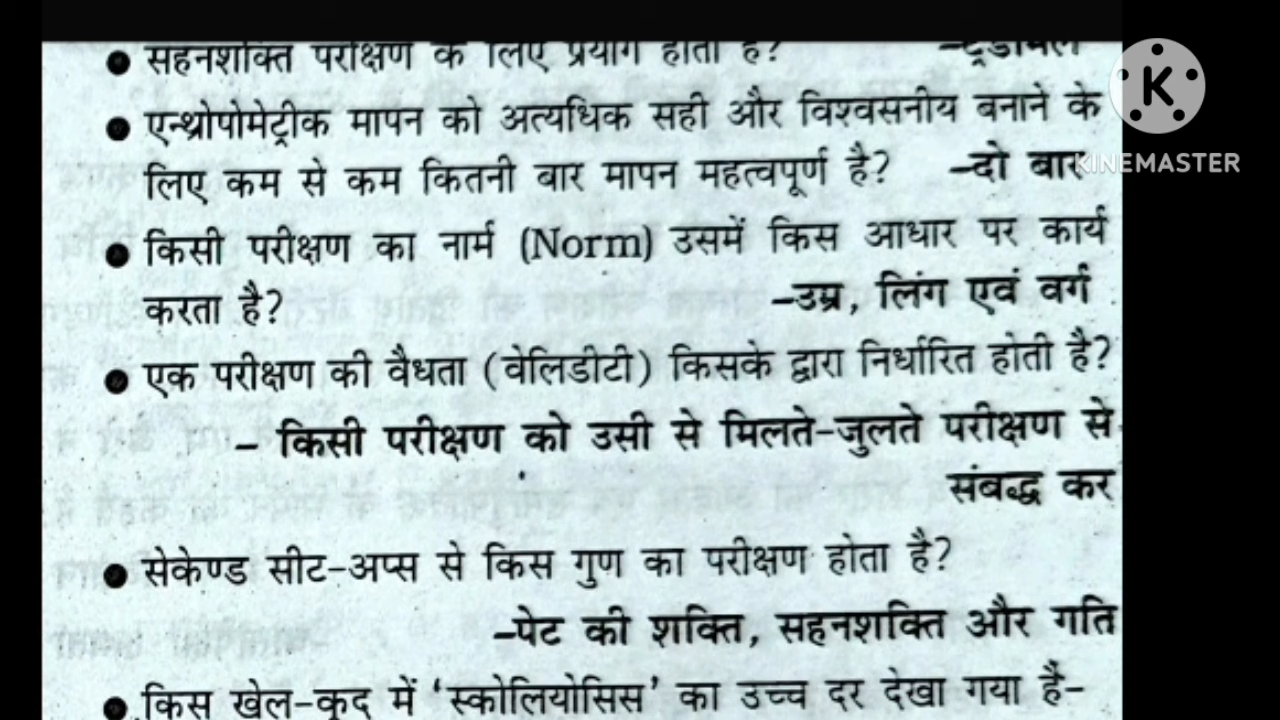 ● सहनशक्ति परीक्षण के लिए प्रयोग होता है?
● एन्थ्रोपोमेट्रीक मापन को अत्यधिक सही और विश्वसनीय बनाने के
लिए कम से कम कितनी बार मापन महत्वपूर्ण है? –दो बार
● किसी परीक्षण का नार्म (Norm) उसमें किस आधार पर कार्य
करता है? –उम्र, लिंग एवं वर्ग
● एक परीक्षण की वैधता (वेलिडीटी) किसके द्वारा निर्धारित होती है?
– किसी परीक्षण को उसी से मिलते-जुलते परीक्षण से
संबद्ध कर
● सेकेण्ड सीट-अप्स से किस गुण का परीक्षण होता है?
–पेट की शक्ति, सहनशक्ति और गति
● किस खेल-कूद में 'स्कोलियोसिस' का उच्च दर देखा गया है–
K
KINEMASTER